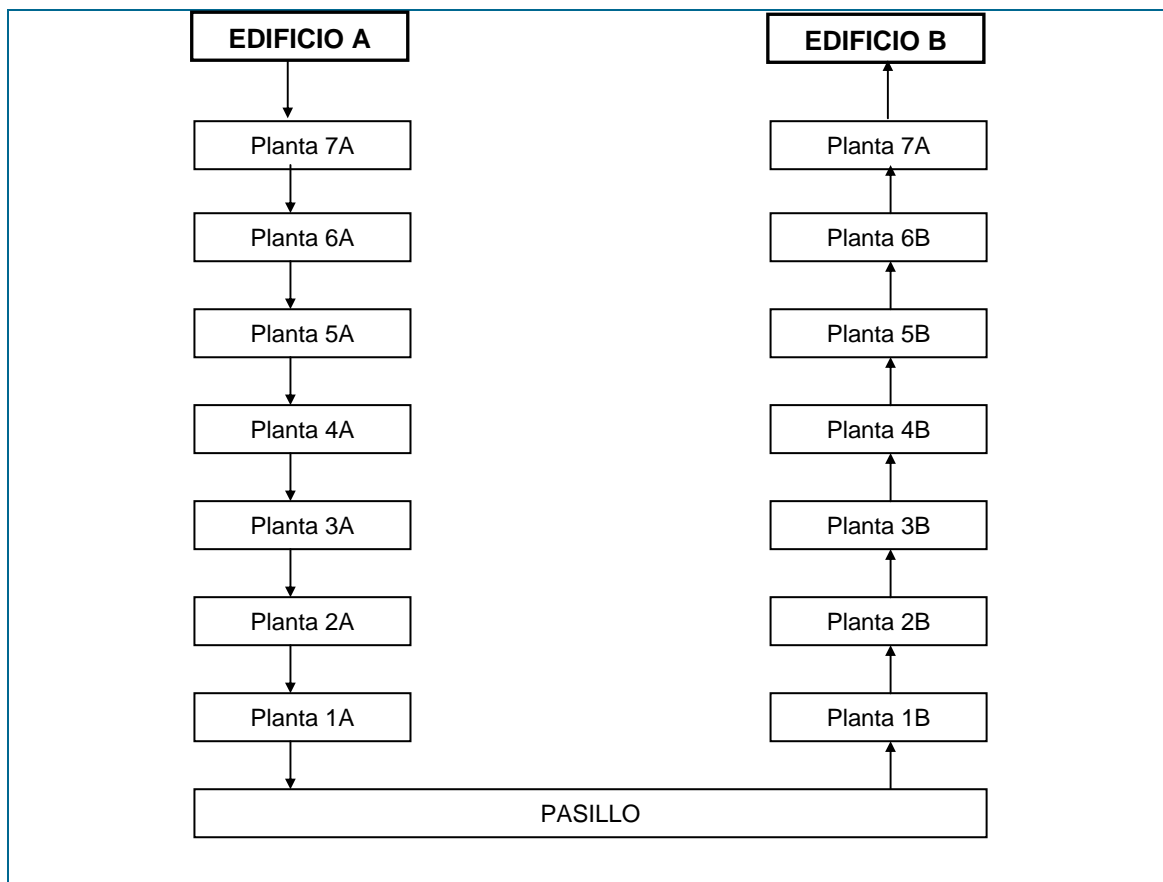 EDIFICIO A
EDIFICIO B
Planta 7A
Planta 7A
Planta 6A
Planta 6B
Planta 5A
Planta 5B
Planta 4A
Planta 4B
Planta 3A
Planta 3B
Planta 2A
Planta 2B
Planta 1A
Planta 1B
PASILLO